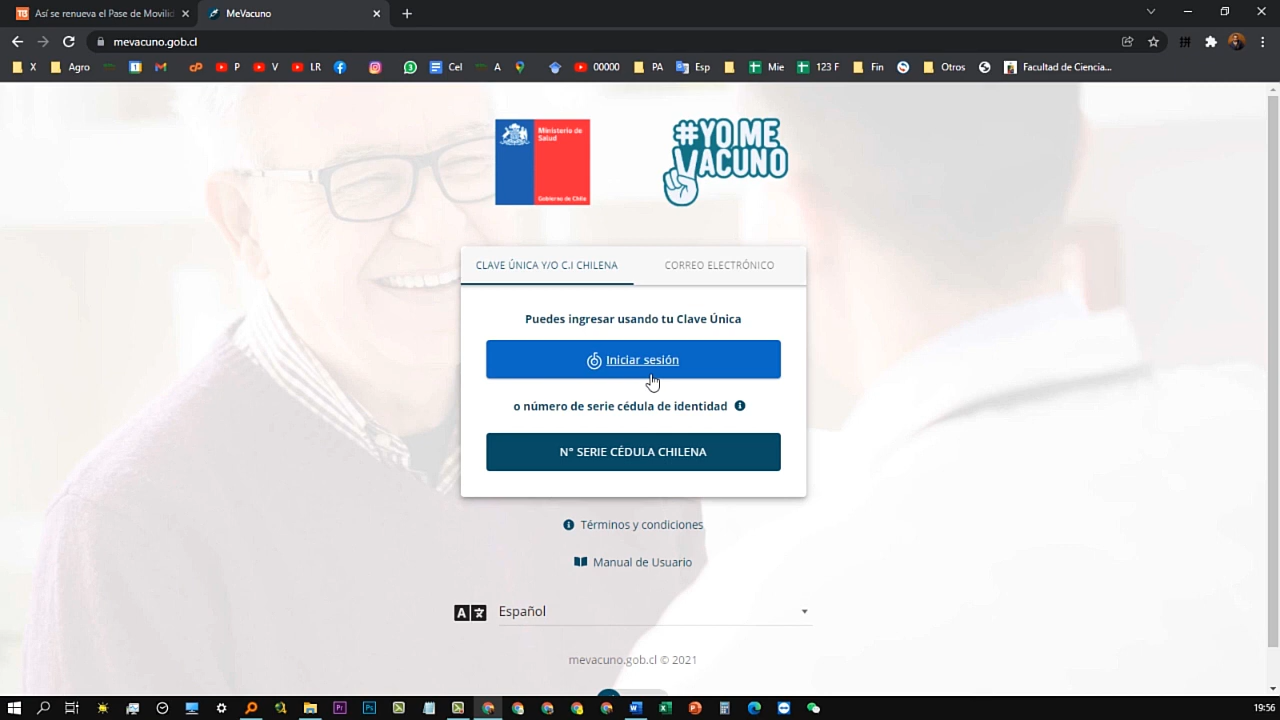 Así se renueva el Pase de Movilid
MeVacuno
mevacuno.gob.cl
X
Agro
M
P
V
LR
Cel
A
00000
PA
Esp
Mie
123 F
Fin
Otros
Facultad de Ciencia...
Ministerio de
Salud
Gobierno de Chile
#YO ME
VACUNO
CLAVE ÚNICA Y/O C.I CHILENA
CORREO ELECTRÓNICO
Puedes ingresar usando tu Clave Única
Iniciar sesión
o número de serie cédula de identidad
N° SERIE CÉDULA CHILENA
Términos y condiciones
Manual de Usuario
Español
mevacuno.gob.cl © 2021
19:56